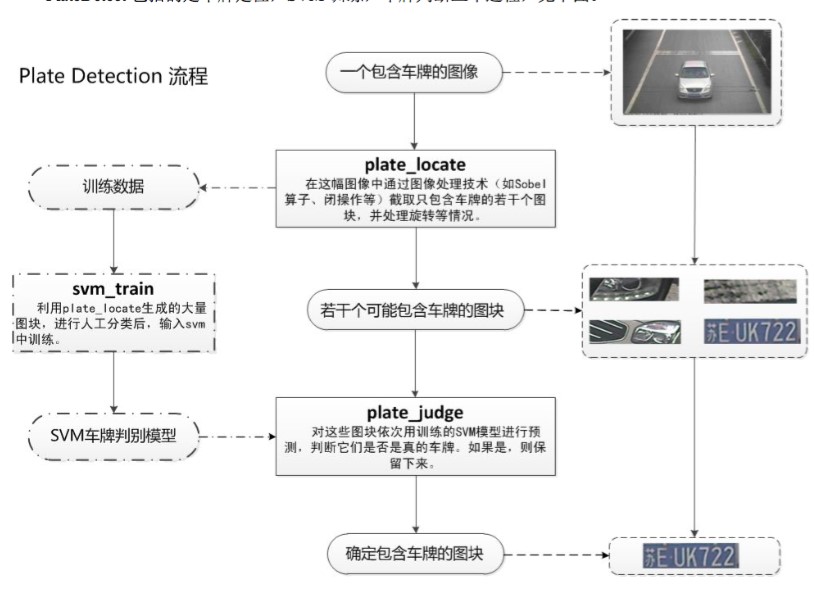 Plate Detection 流程
一个包含车牌的图像
plate_locate
在这幅图像中通过图像处理技术（如Sobel
算子、闭操作等）截取只包含车牌的若干个图
块，并处理旋转等情况。
训练数据
svm_train
利用plate_locate生成的大量
图块，进行人工分类后，输入svm
中训练。
若干个可能包含车牌的图块
苏E·UK722
SVM车牌判别模型
plate_judge
对这些图块依次用训练的SVM模型进行预
测，判断它们是否是真的车牌。如果是，则保
留下来。
确定包含车牌的图块
苏E·UK722